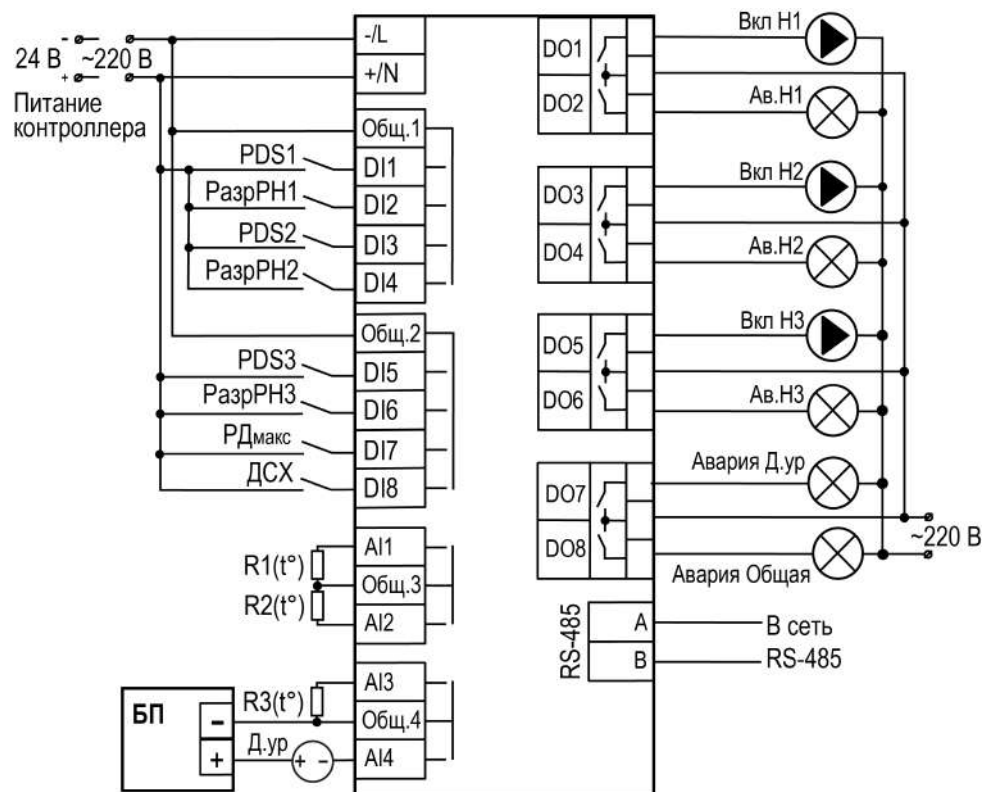 - ~220 В
24 В
+
Питание
контроллера
-/L
+/N
Общ.1
PDS1 DI1
РазрРН1 DI2
PDS2 DI3
РазрРН2 DI4
Общ.2
PDS3 DI5
РазрРН3 DI6
РДмакс DI7
ДСХ DI8
R1(t°) AI1
Общ.3
R2(t°) AI2
R3(t°) AI3
Общ.4
БП
-
+
Д.ур + - AI4
DO1 Вкл Н1
DO2 Ав.Н1
DO3 Вкл Н2
DO4 Ав.Н2
DO5 Вкл Н3
DO6 Ав.Н3
DO7 Авария Д.ур
DO8 Авария Общая
~220 В
RS-485
A В сеть
B RS-485